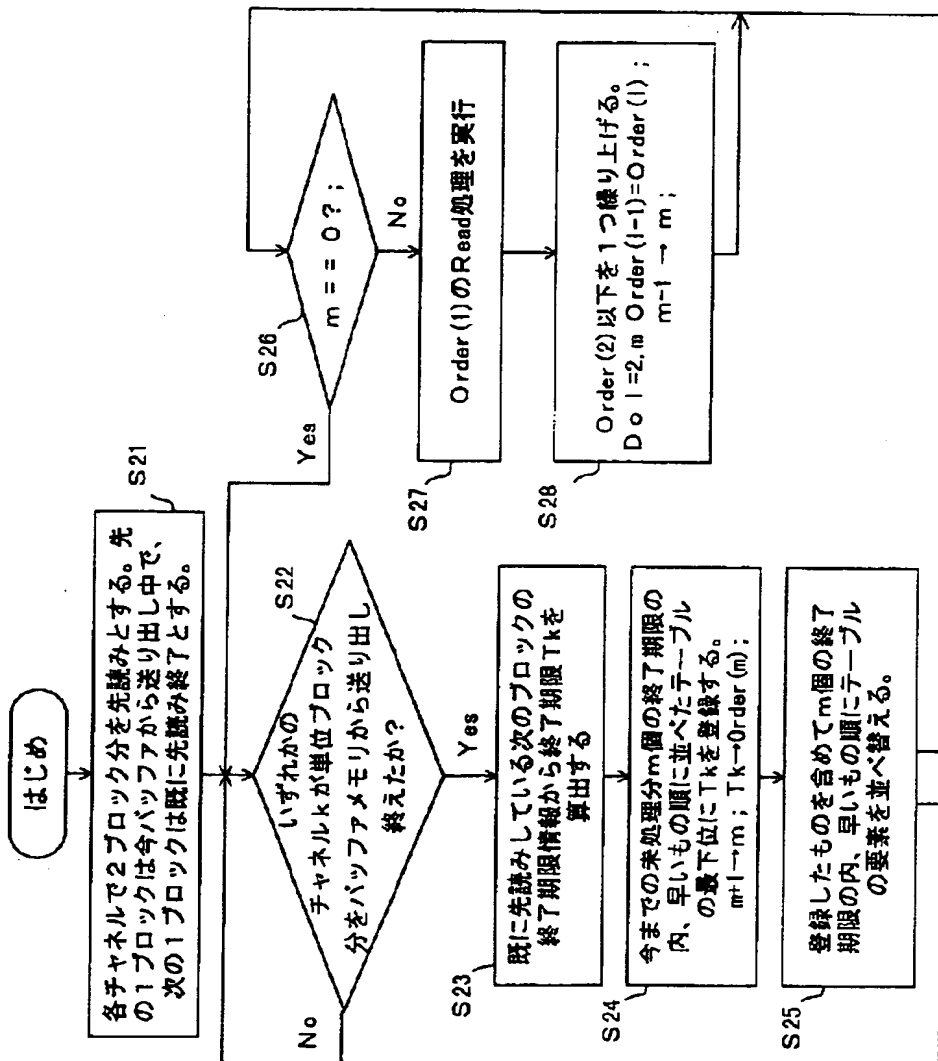 はじめ
S21
各チャネルで２ブロック分を先読みとする。先
の１ブロックは今バッファから送り出し中で、
次の１ブロックは既に先読み終了とする。
S22
いずれかの
チャネルkが単位ブロック
分をバッファメモリから送り出し
終えたか？
No
Yes
S23
既に先読みしている次のブロックの
終了期限情報から終了期限Tkを
算出する
S24
今までの未処理分m個の終了期限の
内、早いもの順に並べたテーブル
の最下位にTkを登録する。
m+1→m；Tk→Order(m)；
S25
登録したものを含めてm個の終了
期限の内、早いもの順にテーブル
の要素を並べ替える。
S26
m==0?；
Yes
No
S27
Order(1)のRead処理を実行
S28
Order(2)以下を１つ繰り上げる。
Do l=2,m Order(l-1)=Order(l)；
m-1 → m；